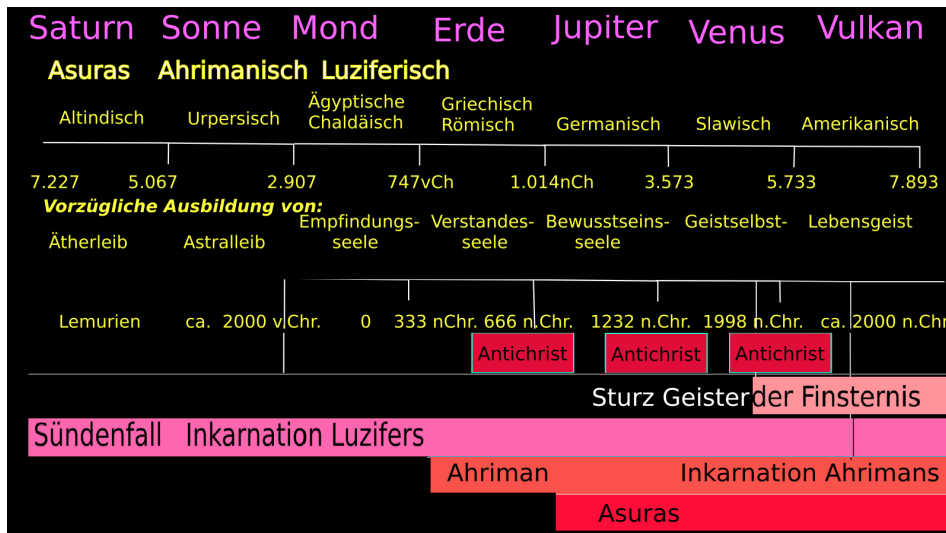 Saturn Sonne Mond Erde Jupiter Venus Vulkan
Asuras Ahrimanisch Luziferisch
Altindisch Urpersisch Ägyptische Chaldäisch Griechisch Römisch Germanisch Slawisch Amerikanisch
7.227 5.067 2.907 747vCh 1.014nCh 3.573 5.733 7.893
Vorzügliche Ausbildung von:
Ätherleib Astralleib Empfindungs- seele Verstandes- seele Bewusstseins- seele Geistselbst- Lebensgeist
Lemurien ca. 2000 v.Chr. 0 333 nChr. 666 n.Chr. 1232 n.Chr. 1998 n.Chr. ca. 2000 n.Chr
Antichrist Antichrist Antichrist
Sturz Geister der Finsternis
Sündenfall Inkarnation Luzifers
Ahriman Inkarnation Ahrimans
Asuras